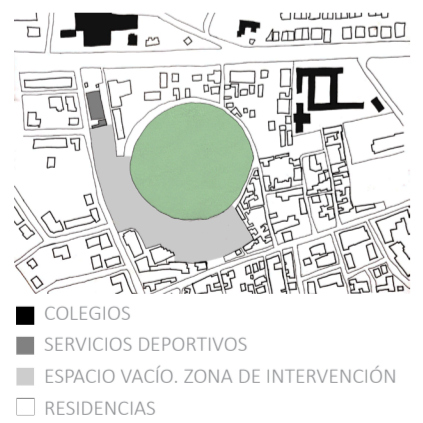 COLEGIOS
SERVICIOS DEPORTIVOS
ESPACIO VACÍO. ZONA DE INTERVENCIÓN
RESIDENCIAS